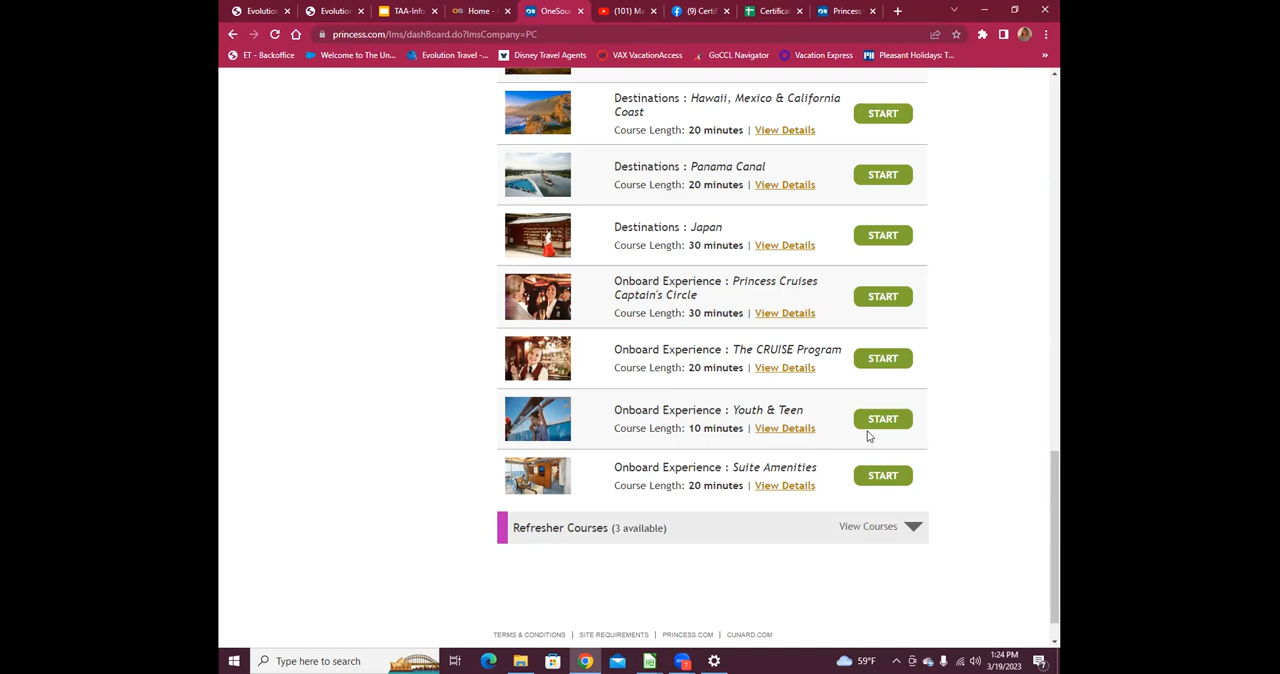 Evolution
Evolution
TAA-Info
Home -
OneSour
(101) M
(9) Certif
Certifica
Princess
princess.com/lms/dashBoard.do?lmsCompany=PC
ET - Backoffice
Welcome to The Un...
Evolution Travel -...
Disney Travel Agents
VAX VacationAccess
GoCCL Navigator
Vacation Express
Pleasant Holidays: T...
Destinations : Hawaii, Mexico & California
Coast
Course Length: 20 minutes | View Details
START
Destinations : Panama Canal
Course Length: 20 minutes | View Details
START
Destinations : Japan
Course Length: 30 minutes | View Details
START
Onboard Experience : Princess Cruises
Captain's Circle
Course Length: 30 minutes | View Details
START
Onboard Experience : The CRUISE Program
Course Length: 20 minutes | View Details
START
Onboard Experience : Youth & Teen
Course Length: 10 minutes | View Details
START
Onboard Experience : Suite Amenities
Course Length: 20 minutes | View Details
START
Refresher Courses (3 available)
View Courses
TERMS & CONDITIONS | SITE REQUIREMENTS | PRINCESS.COM | CUNARD.COM
Type here to search
59°F
1:24 PM
3/19/2023